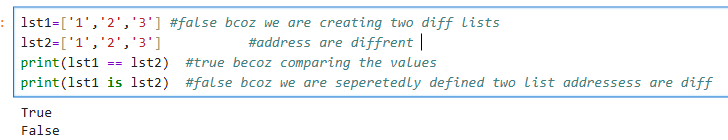 : lst1=['1','2','3'] #false bcoz we are creating two diff lists
lst2=['1','2','3'] #address are diffrent
print(lst1 == lst2) #true becoz comparing the values
print(lst1 is lst2) #false bcoz we are seperetedly defined two list addressess are diff
True
False